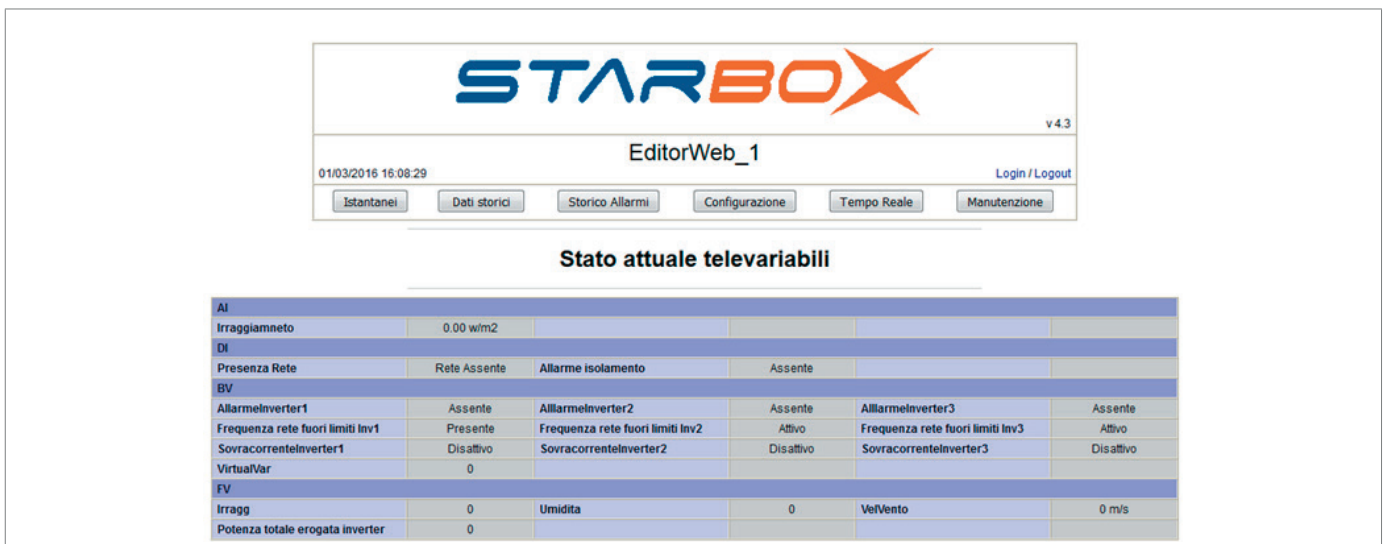 STARBOX
v 4.3
EditorWeb_1
01/03/2016 16:08:29 Login / Logout
Istantanei Dati storici Storico Allarmi Configurazione Tempo Reale Manutenzione
Stato attuale televariabili
AI
Irraggiamneto 0.00 w/m2
DI
Presenza Rete Rete Assente Allarme isolamento Assente
BV
AllarmeInverter1 Assente AlllarmeInverter2 Assente AlllarmeInverter3 Assente
Frequenza rete fuori limiti Inv1 Presente Frequenza rete fuori limiti Inv2 Attivo Frequenza rete fuori limiti Inv3 Attivo
SovracorrenteInverter1 Disattivo SovracorrenteInverter2 Disattivo SovracorrenteInverter3 Disattivo
VirtualVar 0
FV
Irragg 0 Umidita 0 VelVento 0 m/s
Potenza totale erogata inverter 0